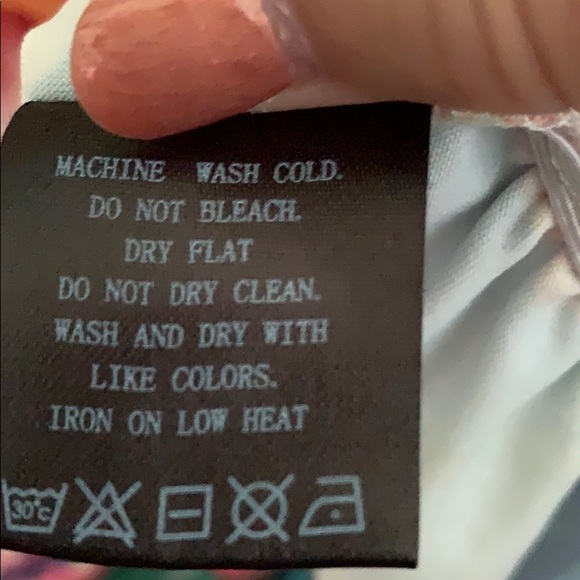 MACHINE WASH COLD.
DO NOT BLEACH.
DRY FLAT
DO NOT DRY CLEAN.
WASH AND DRY WITH
LIKE COLORS.
IRON ON LOW HEAT
30°c